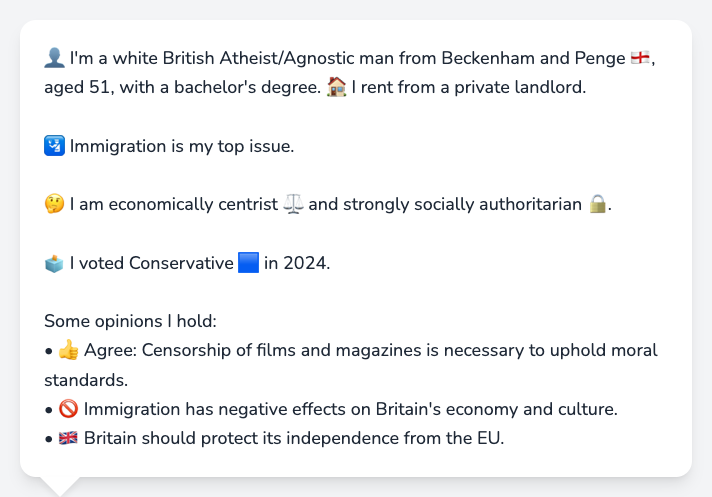 👤 I'm a white British Atheist/Agnostic man from Beckenham and Penge 🏴󠁧󠁢󠁥󠁮󠁧󠁿,
aged 51, with a bachelor's degree. 🏠 I rent from a private landlord.
🛂 Immigration is my top issue.
🤔 I am economically centrist ⚖️ and strongly socially authoritarian 🔒.
🗳️ I voted Conservative 🟦 in 2024.
Some opinions I hold:
• 👍 Agree: Censorship of films and magazines is necessary to uphold moral
standards.
• 🚫 Immigration has negative effects on Britain's economy and culture.
• 🇬🇧 Britain should protect its independence from the EU.